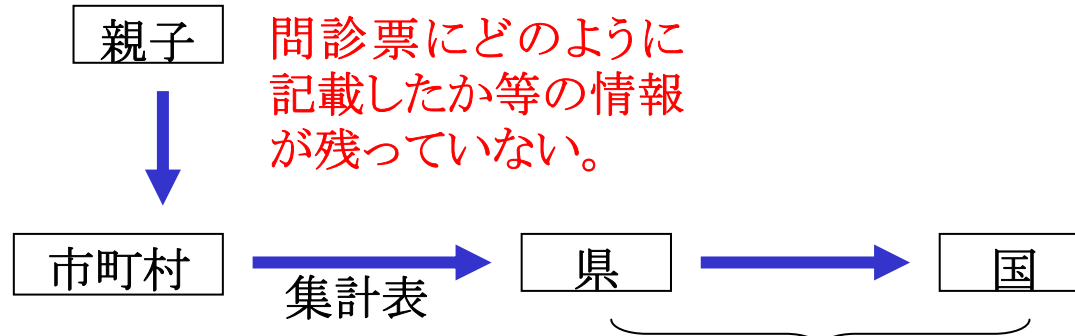 親子
問診票にどのように
記載したか等の情報
が残っていない。
市町村
集計表
県
国